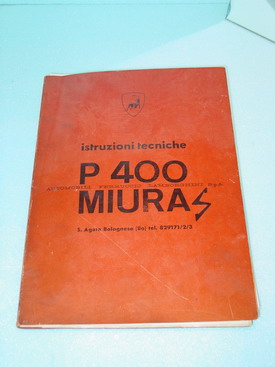 istruzioni tecniche
P 400
AUTOMOBILI FERRUCCIO LAMBORGHINI S.p.A.
MIURA S
S. Agata Bolognese (Bo) tel. 829171/2/3